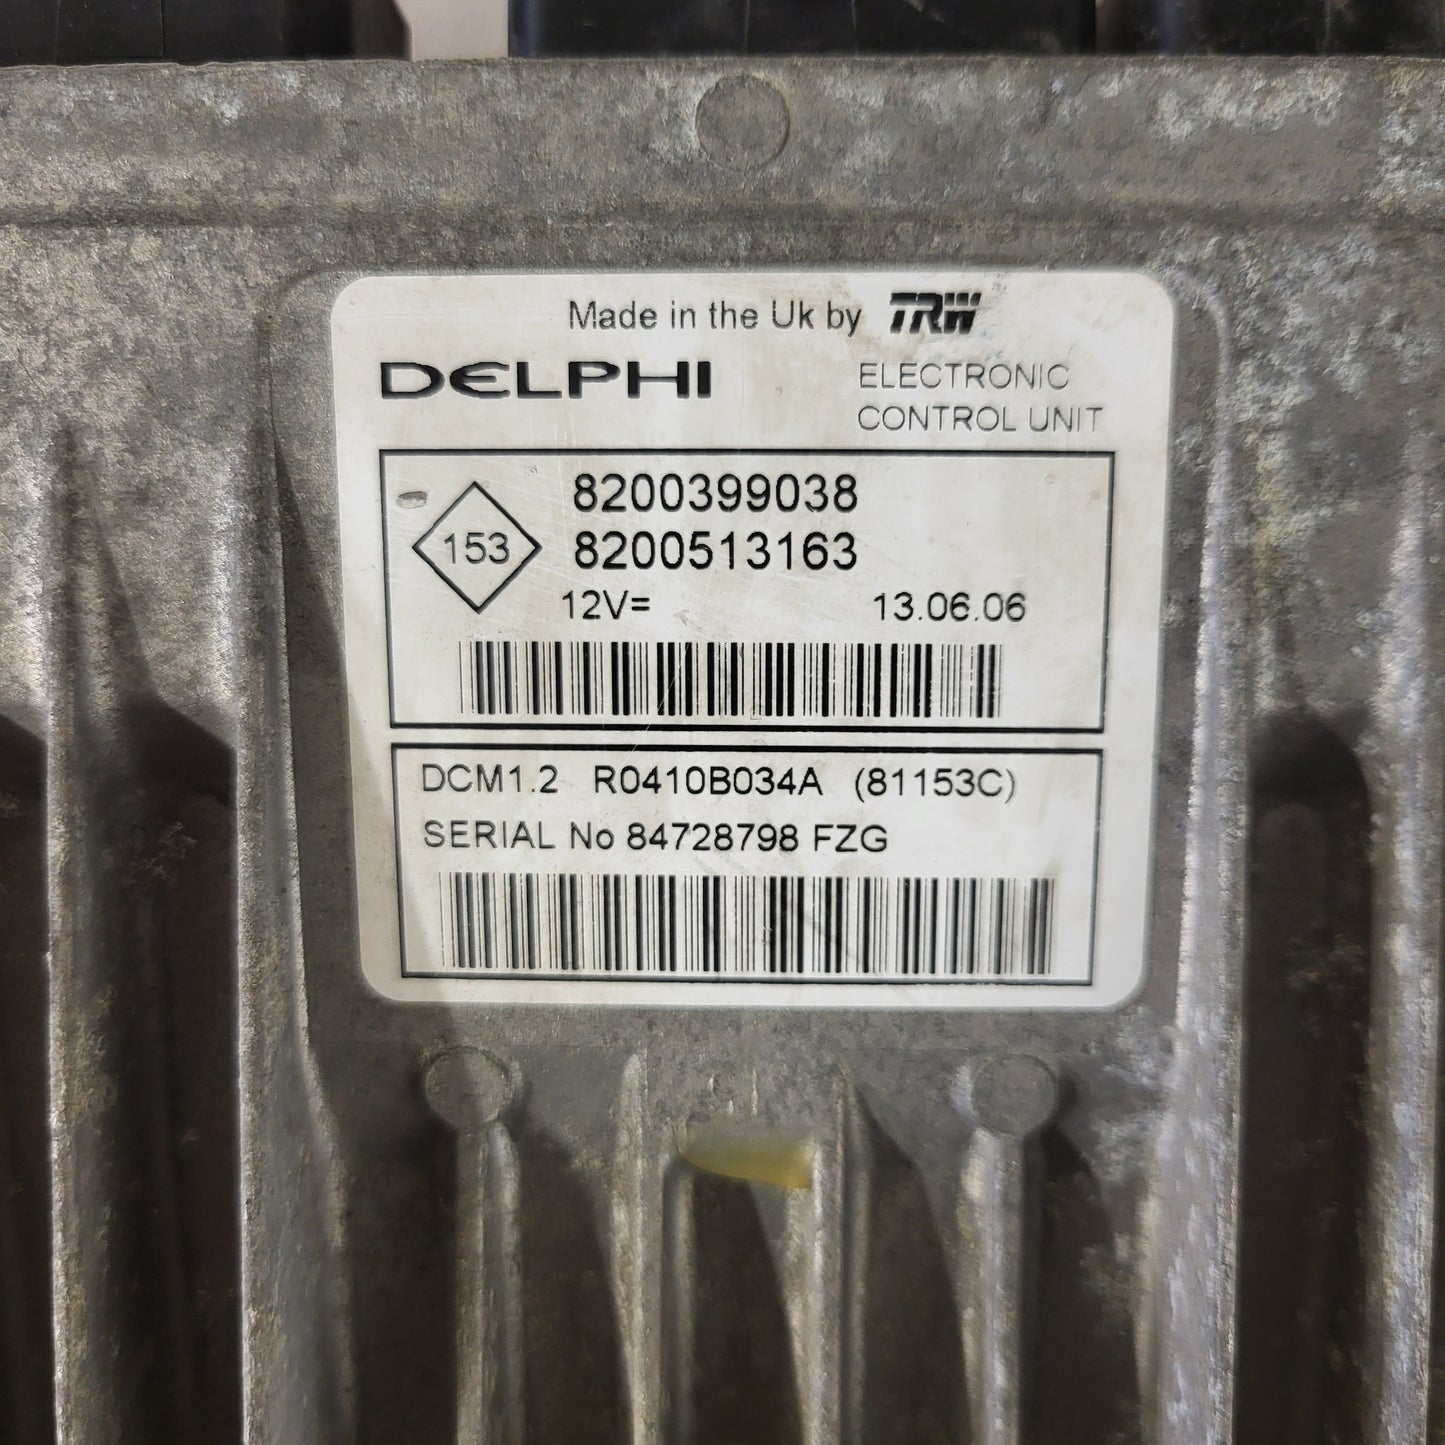 Made in the Uk by TRW
DELPHI
ELECTRONIC
CONTROL UNIT
153
8200399038
8200513163
12V= 13.06.06
DCM1.2 R0410B034A (81153C)
SERIAL No 84728798 FZG